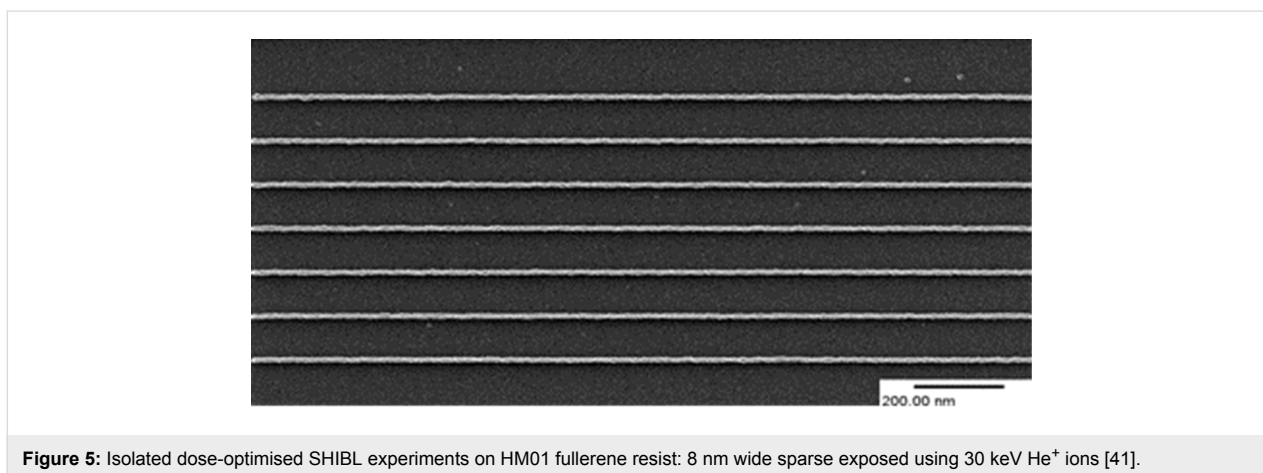 200.00 nm
Figure 5: Isolated dose-optimised SHIBL experiments on HM01 fullerene resist: 8 nm wide sparse exposed using 30 keV He+ ions [41].